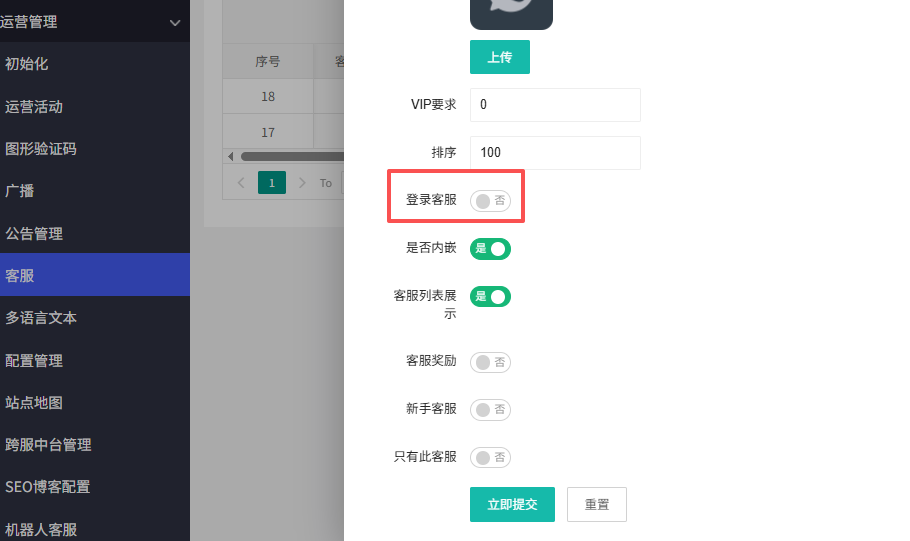 运营管理
初始化
运营活动
图形验证码
广播
公告管理
客服
多语言文本
配置管理
站点地图
跨服中台管理
SEO博客配置
机器人客服
序号
客
18
17
1
To
上传
VIP要求
0
排序
100
登录客服
否
是否内嵌
是
客服列表展
示
是
客服奖励
否
新手客服
否
只有此客服
否
立即提交
重置